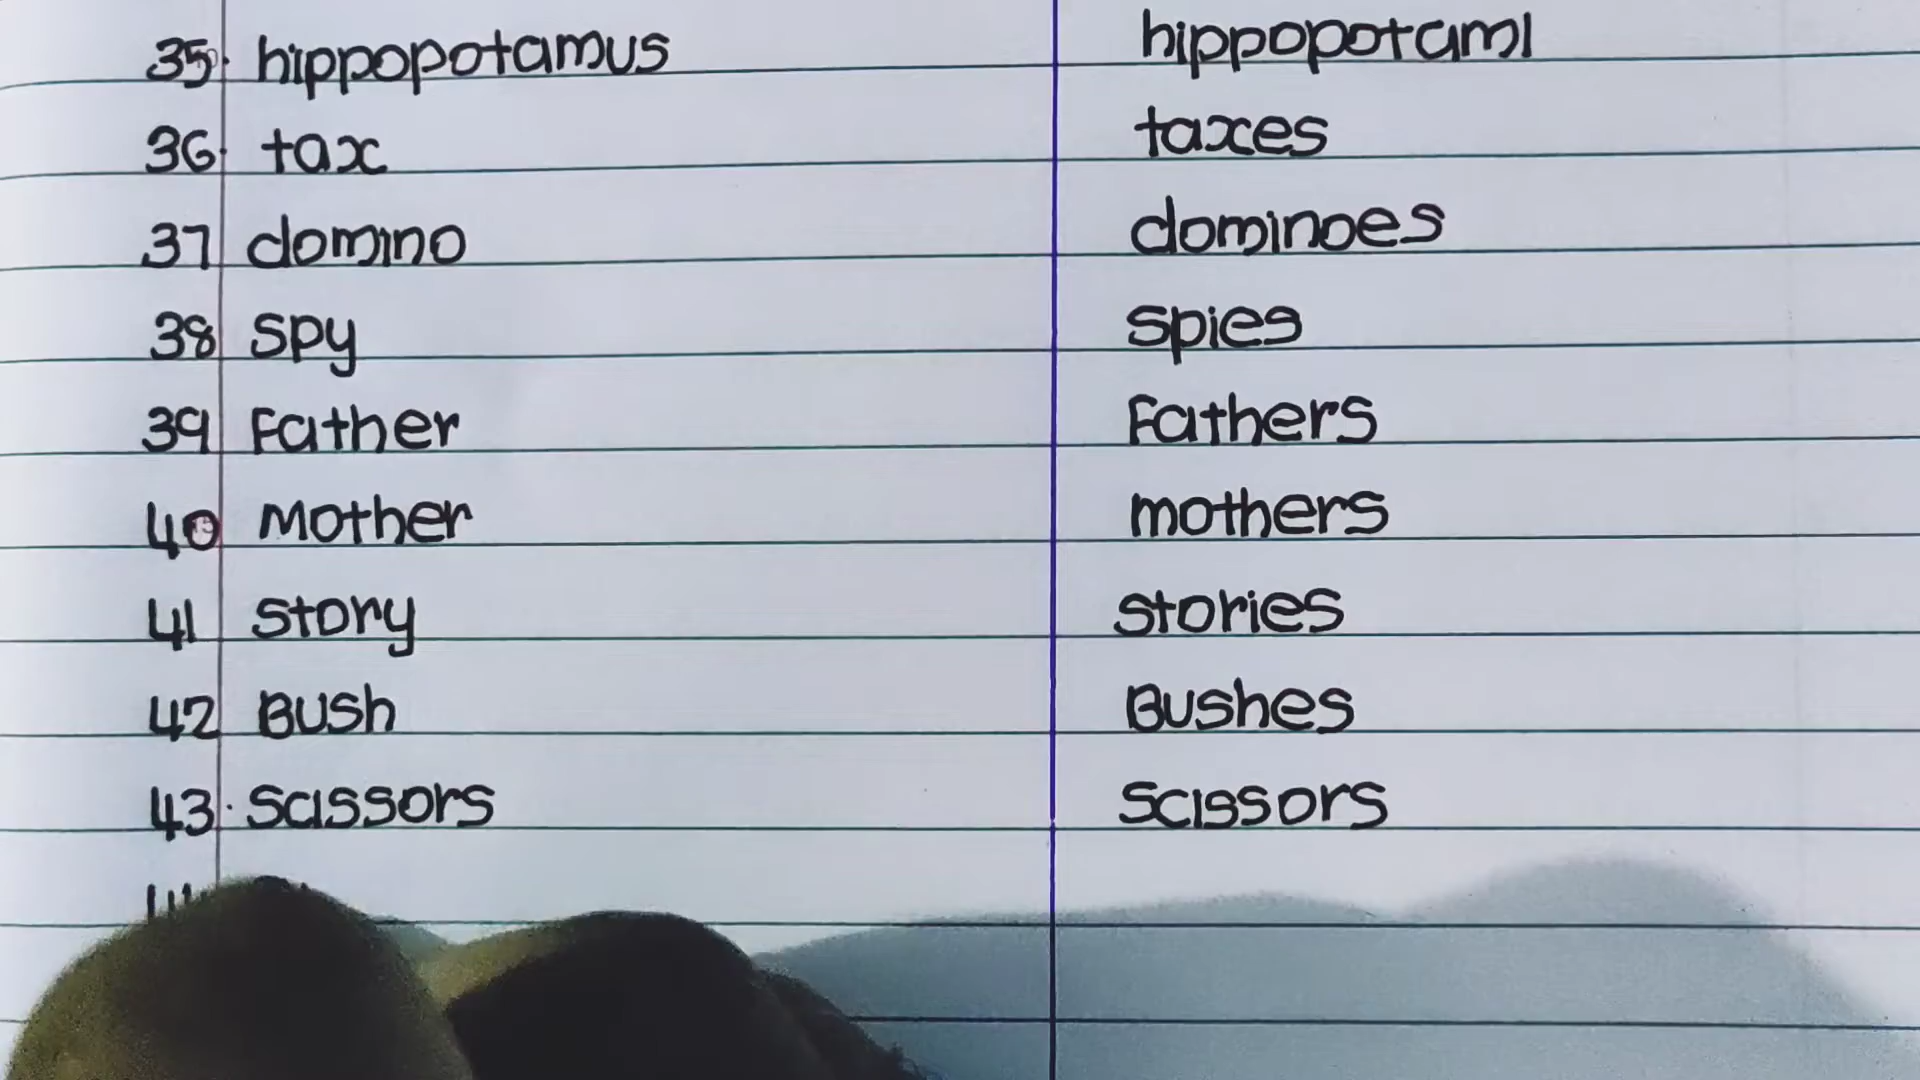 35. hippopotamus hippopotami
36. tax taxes
37 domino dominoes
38 spy spies
39 Father Fathers
40 Mother mothers
41 story stories
42 Bush Bushes
43. scissors scissors